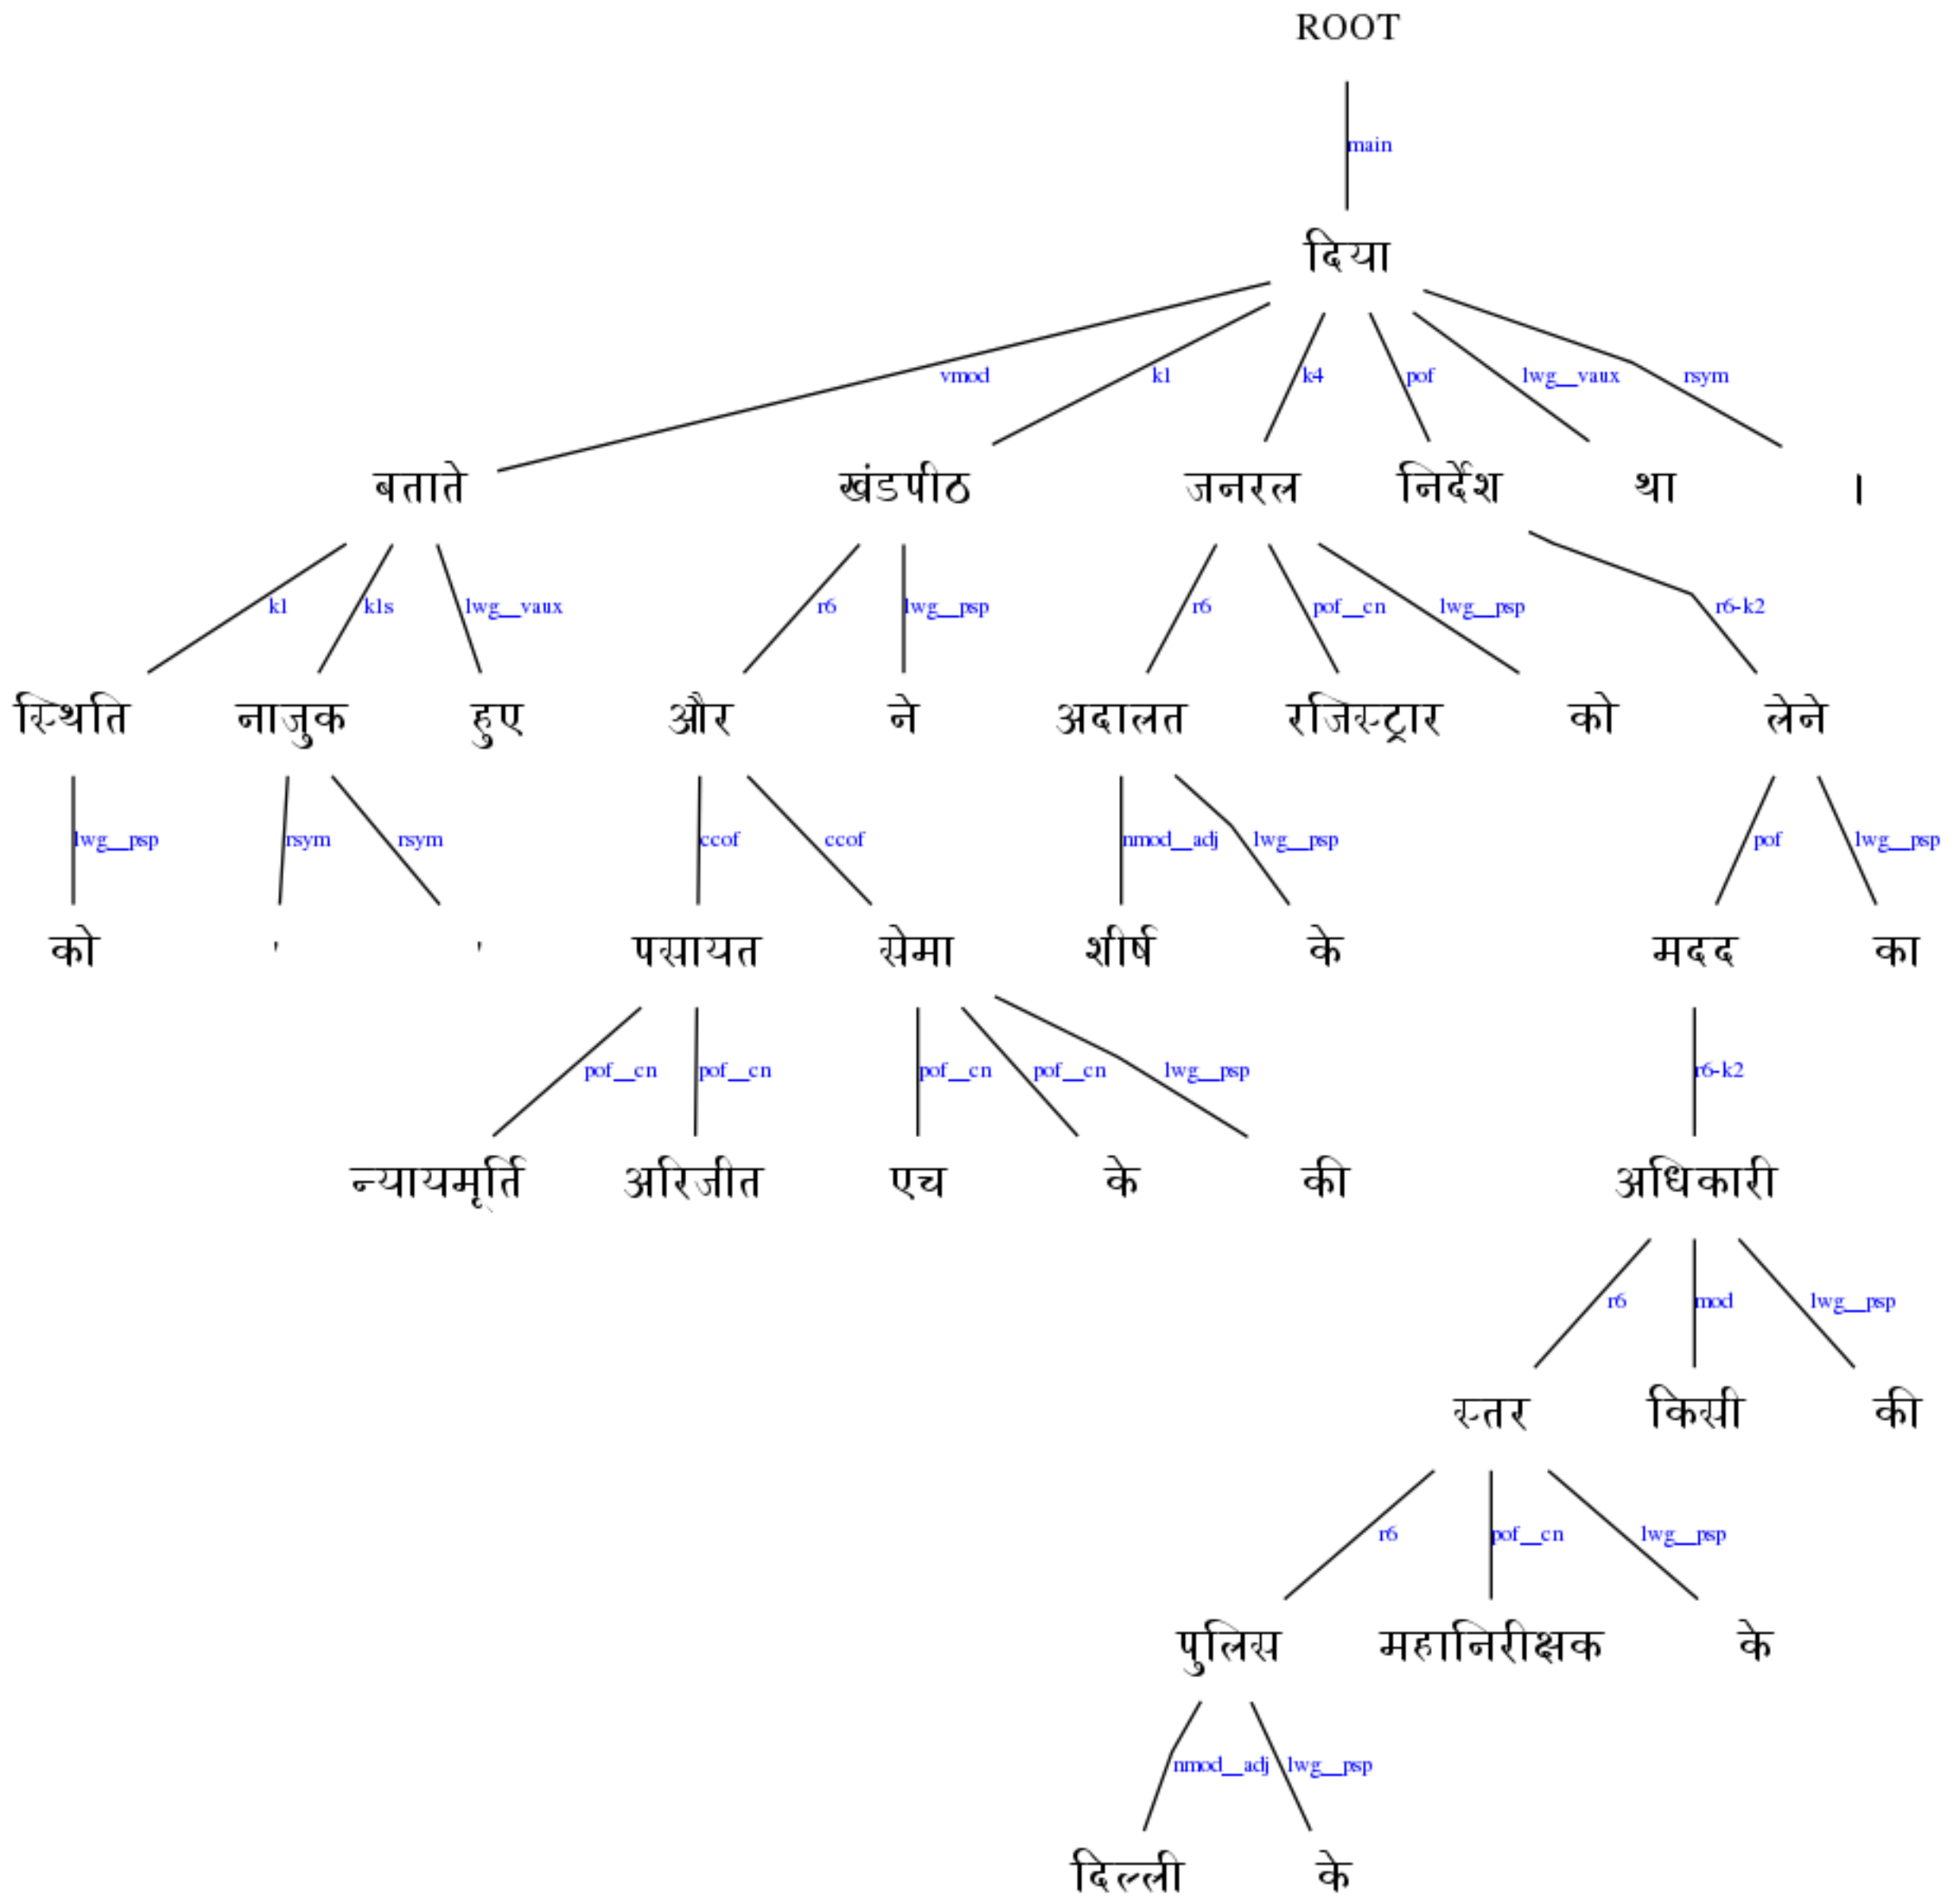 ROOT
main
दिया
vmod k1 k4 pof lwg__vaux rsym
बताते खंडपीठ जनरल निर्देश था ।
k1 k1s lwg__vaux r6 lwg__psp r6 pof__cn lwg__psp r6-k2
स्थिति नाजुक हुए और ने अदालत रजिस्ट्रार को लेने
lwg__psp rsym rsym ccof ccof nmod__adj lwg__psp pof lwg__psp
को ' ' पसायत सेमा शीर्ष के मदद का
pof__cn pof__cn pof__cn pof__cn lwg__psp r6-k2
न्यायमूर्ति अरिजीत एच के की अधिकारी
r6 mod lwg__psp
स्तर किसी की
r6 pof__cn lwg__psp
पुलिस महानिरीक्षक के
nmod__adj lwg__psp
दिल्ली के